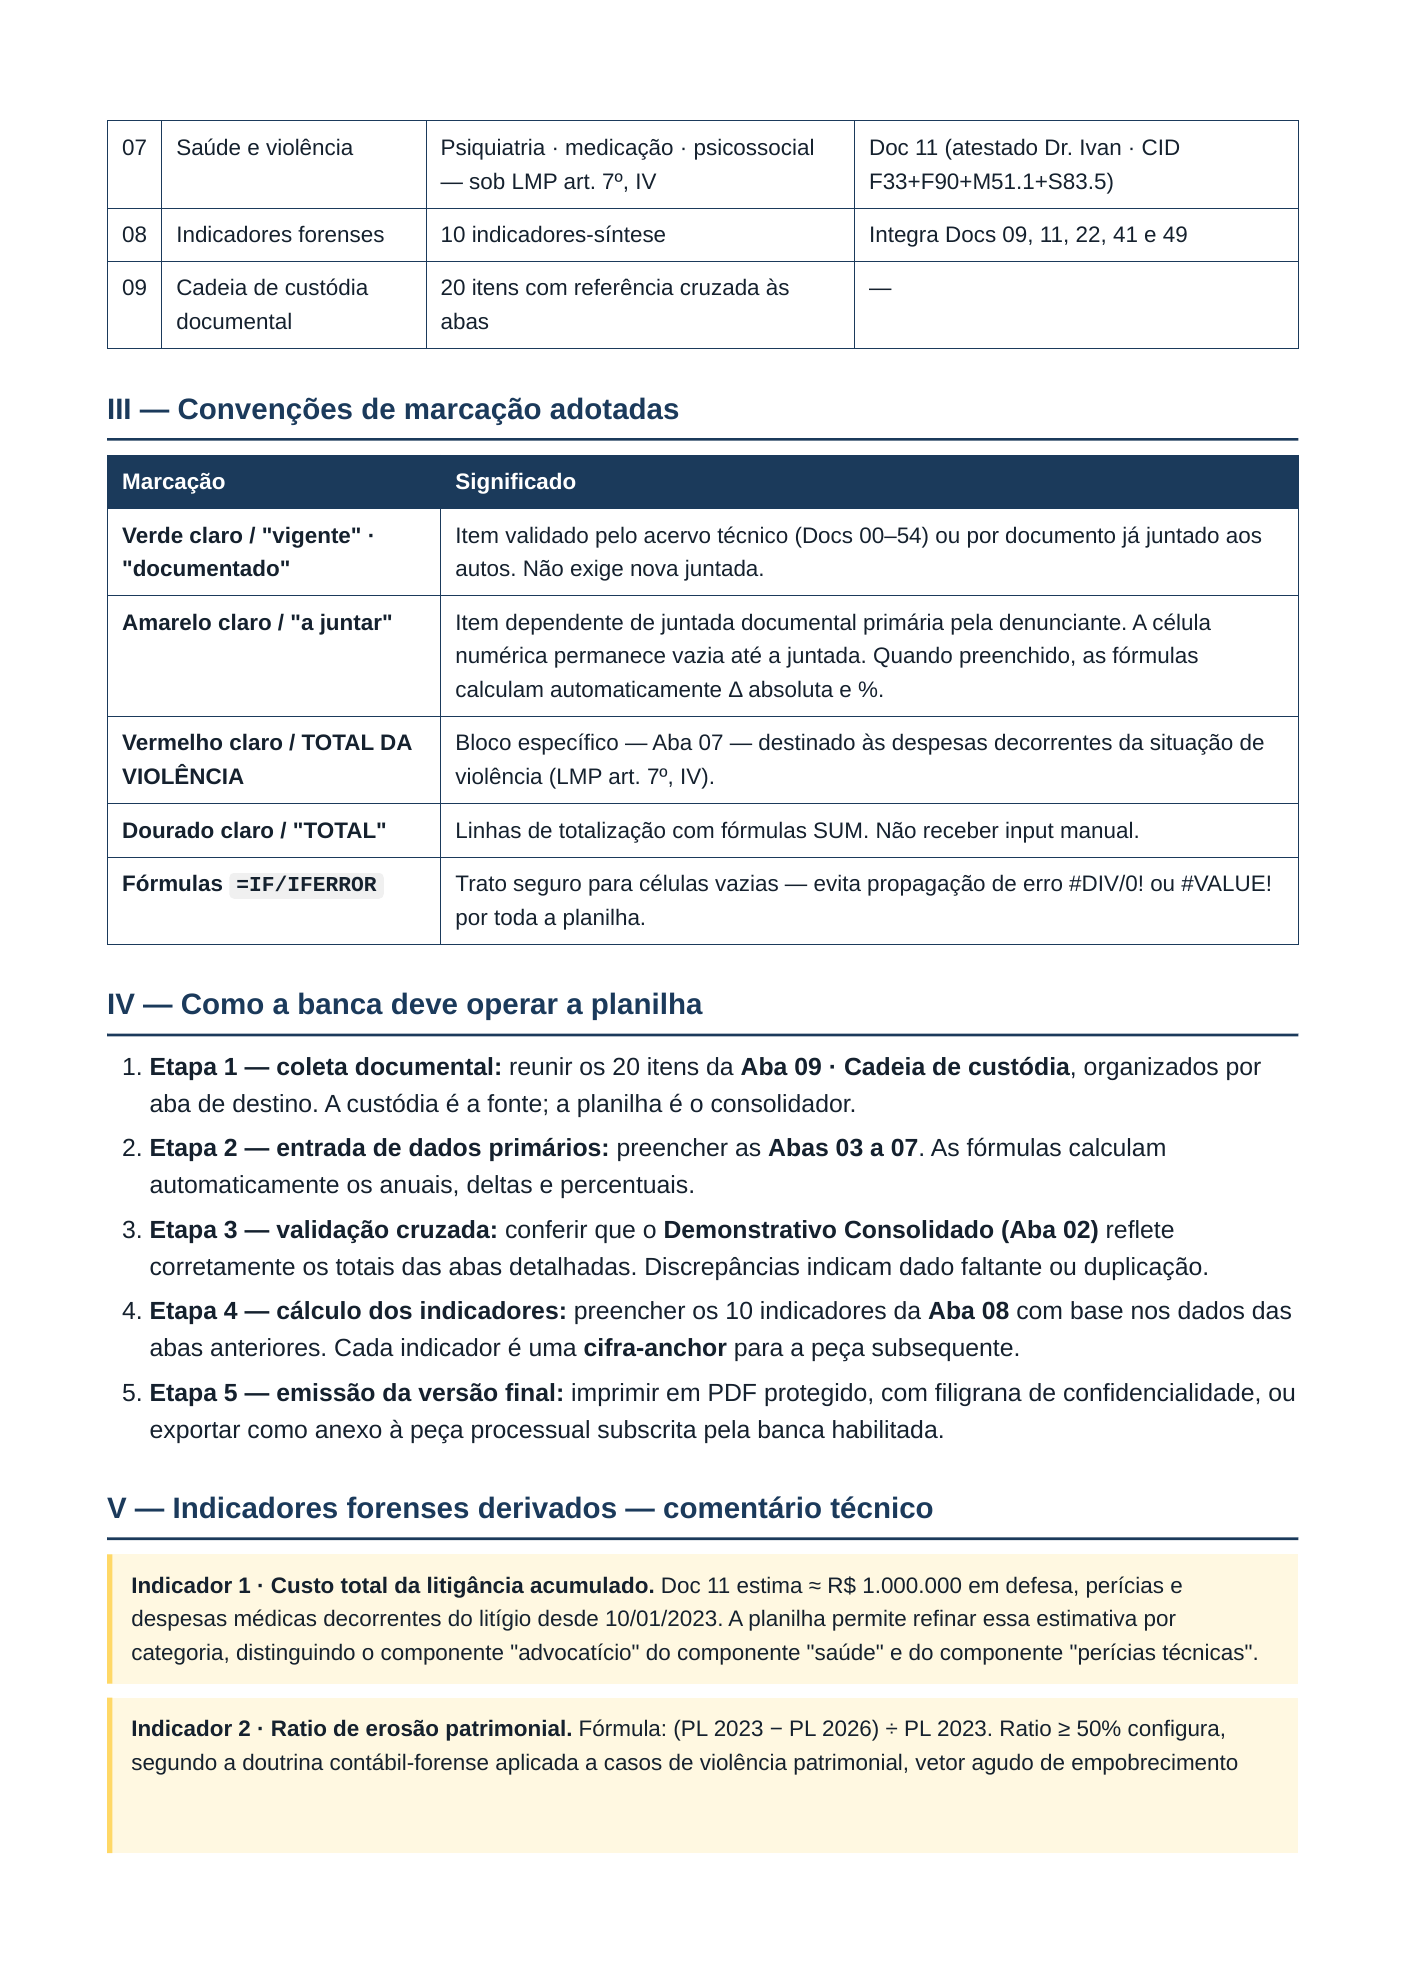 07 Saúde e violência Psiquiatria · medicação · psicossocial — sob LMP art. 7º, IV Doc 11 (atestado Dr. Ivan · CID F33+F90+M51.1+S83.5)
08 Indicadores forenses 10 indicadores-síntese Integra Docs 09, 11, 22, 41 e 49
09 Cadeia de custódia documental 20 itens com referência cruzada às abas —
III — Convenções de marcação adotadas
Marcação Significado
Verde claro / "vigente" · "documentado" Item validado pelo acervo técnico (Docs 00–54) ou por documento já juntado aos autos. Não exige nova juntada.
Amarelo claro / "a juntar" Item dependente de juntada documental primária pela denunciante. A célula numérica permanece vazia até a juntada. Quando preenchido, as fórmulas calculam automaticamente Δ absoluta e %.
Vermelho claro / TOTAL DA VIOLÊNCIA Bloco específico — Aba 07 — destinado às despesas decorrentes da situação de violência (LMP art. 7º, IV).
Dourado claro / "TOTAL" Linhas de totalização com fórmulas SUM. Não receber input manual.
Fórmulas =IF/IFERROR Trato seguro para células vazias — evita propagação de erro #DIV/0! ou #VALUE! por toda a planilha.
IV — Como a banca deve operar a planilha
1. Etapa 1 — coleta documental: reunir os 20 itens da Aba 09 · Cadeia de custódia, organizados por
aba de destino. A custódia é a fonte; a planilha é o consolidador.
2. Etapa 2 — entrada de dados primários: preencher as Abas 03 a 07. As fórmulas calculam
automaticamente os anuais, deltas e percentuais.
3. Etapa 3 — validação cruzada: conferir que o Demonstrativo Consolidado (Aba 02) reflete
corretamente os totais das abas detalhadas. Discrepâncias indicam dado faltante ou duplicação.
4. Etapa 4 — cálculo dos indicadores: preencher os 10 indicadores da Aba 08 com base nos dados das
abas anteriores. Cada indicador é uma cifra-anchor para a peça subsequente.
5. Etapa 5 — emissão da versão final: imprimir em PDF protegido, com filigrana de confidencialidade, ou
exportar como anexo à peça processual subscrita pela banca habilitada.
V — Indicadores forenses derivados — comentário técnico
Indicador 1 · Custo total da litigância acumulado. Doc 11 estima ≈ R$ 1.000.000 em defesa, perícias e
despesas médicas decorrentes do litígio desde 10/01/2023. A planilha permite refinar essa estimativa por
categoria, distinguindo o componente "advocatício" do componente "saúde" e do componente "perícias técnicas".
Indicador 2 · Ratio de erosão patrimonial. Fórmula: (PL 2023 − PL 2026) ÷ PL 2023. Ratio ≥ 50% configura,
segundo a doutrina contábil-forense aplicada a casos de violência patrimonial, vetor agudo de empobrecimento